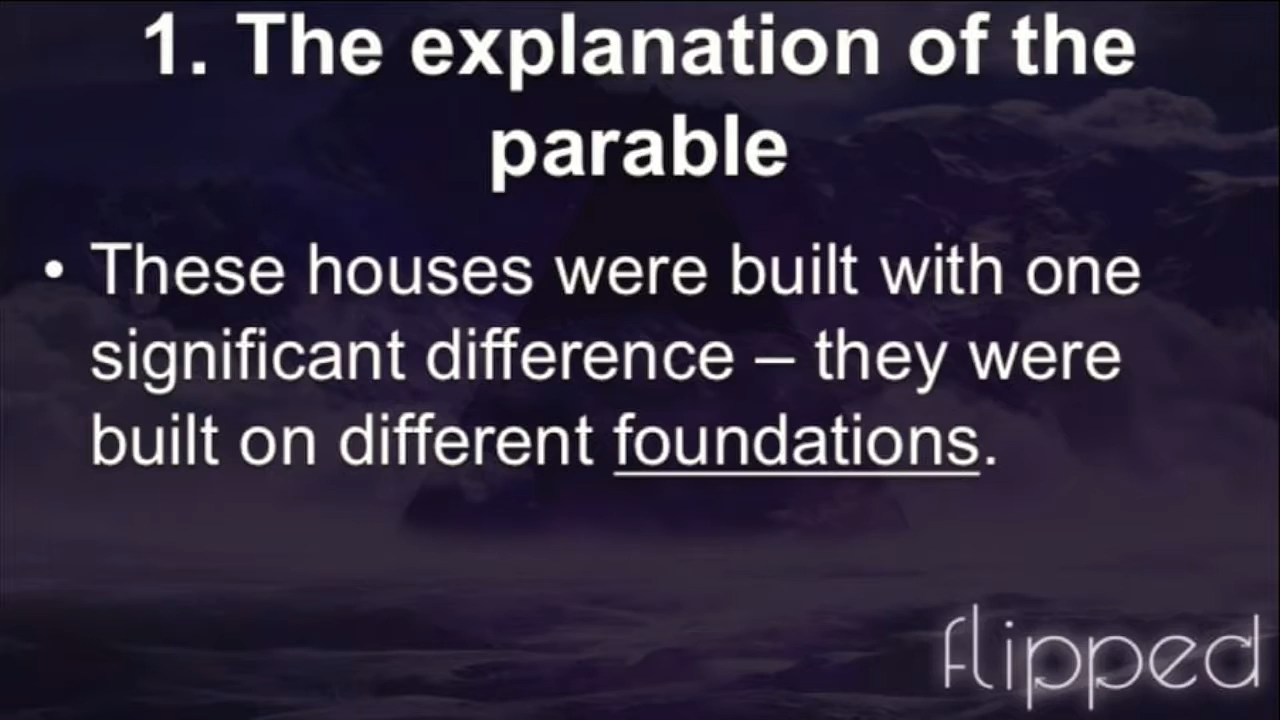 1. The explanation of the
parable
• These houses were built with one
significant difference – they were
built on different foundations.
flipped